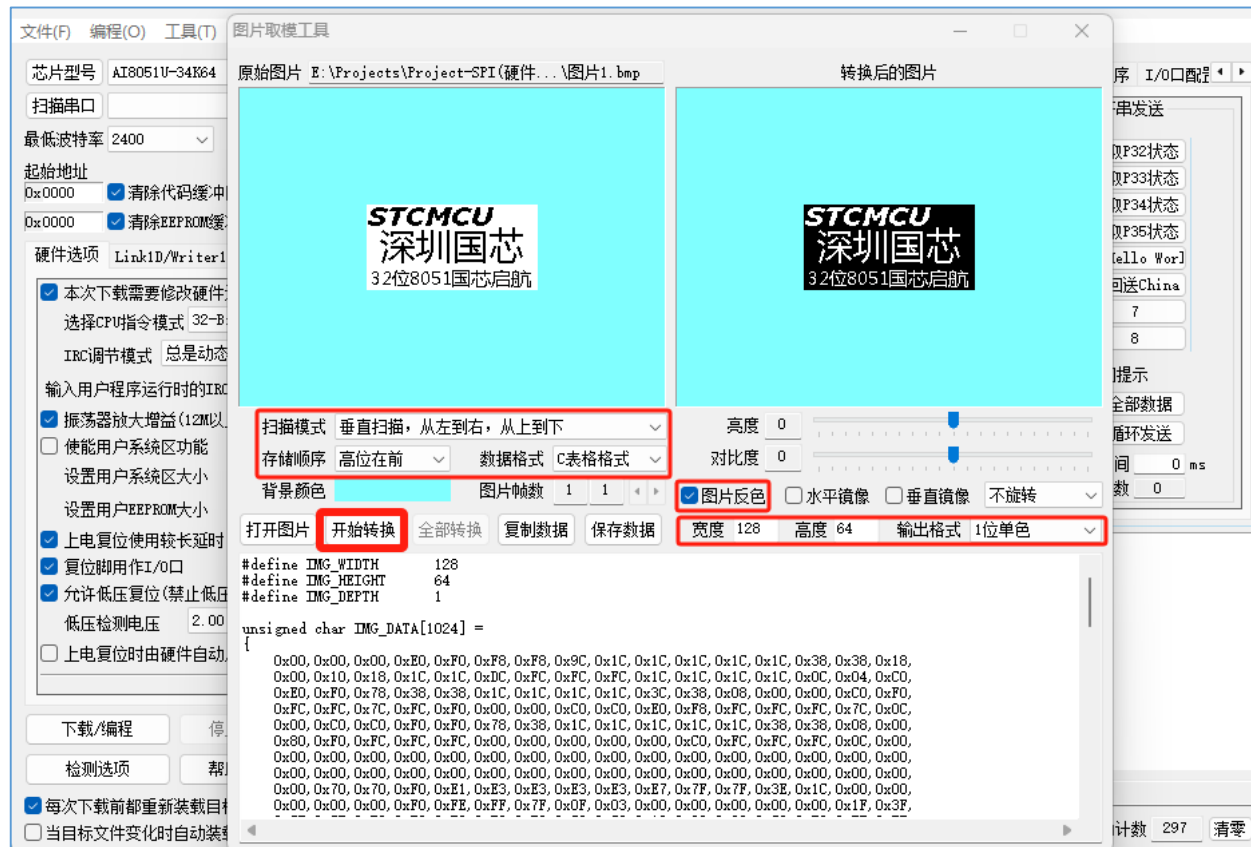 文件(F) 编程(O) 工具(T)
图片取模工具
芯片型号 AI8051U-34K64
扫描串口
最低波特率 2400
起始地址
0x0000 清除代码缓冲
0x0000 清除EEPROM缓
硬件选项 Link1D/Writer1
本次下载需要修改硬件
选择CPU指令模式 32-B
IRC调节模式 总是动态
输入用户程序运行时的IRC
振荡器放大增益(12M以
使能用户系统区功能
设置用户系统区大小
设置用户EEPROM大小
上电复位使用较长延时
复位脚用作I/O口
允许低压复位(禁止低压
低压检测电压 2.00
上电复位时由硬件自动
下载/编程 停
检测选项 帮
每次下载前都重新装载目标
当目标文件变化时自动装载
原始图片 E:\Projects\Project-SPI(硬件...\图片1.bmp
转换后的图片
STCMCU
深圳国芯
32位8051国芯启航
STCMCU
深圳国芯
32位8051国芯启航
扫描模式 垂直扫描，从左到右，从上到下
存储顺序 高位在前 数据格式 C表格格式
背景颜色 图片帧数 1 1
亮度 0
对比度 0
图片反色 水平镜像 垂直镜像 不旋转
打开图片 开始转换 全部转换 复制数据 保存数据
宽度 128 高度 64 输出格式 1位单色
#define IMG_WIDTH 128
#define IMG_HEIGHT 64
#define IMG_DEPTH 1
unsigned char IMG_DATA[1024] =
{
0x00, 0x00, 0x00, 0xE0, 0xF0, 0xF8, 0xF8, 0x9C, 0x1C, 0x1C, 0x1C, 0x1C, 0x1C, 0x38, 0x38, 0x18,
0x00, 0x10, 0x18, 0x1C, 0x1C, 0xDC, 0xFC, 0xFC, 0xFC, 0x1C, 0x1C, 0x1C, 0x1C, 0x0C, 0x04, 0xC0,
0xE0, 0xF0, 0x78, 0x38, 0x38, 0x1C, 0x1C, 0x1C, 0x1C, 0x3C, 0x38, 0x08, 0x00, 0x00, 0xC0, 0xF0,
0xFC, 0xFC, 0x7C, 0xFC, 0xF0, 0x00, 0x00, 0xC0, 0xC0, 0xE0, 0xF8, 0xFC, 0xFC, 0xFC, 0x7C, 0x0C,
0x00, 0xC0, 0xC0, 0xF0, 0xF0, 0x78, 0x38, 0x1C, 0x1C, 0x1C, 0x1C, 0x1C, 0x38, 0x38, 0x08, 0x00,
0x80, 0xF0, 0xFC, 0xFC, 0xFC, 0x00, 0x00, 0x00, 0x00, 0x00, 0xC0, 0xFC, 0xFC, 0xFC, 0x0C, 0x00,
0x00, 0x00, 0x00, 0x00, 0x00, 0x00, 0x00, 0x00, 0x00, 0x00, 0x00, 0x00, 0x00, 0x00, 0x00, 0x00,
0x00, 0x00, 0x00, 0x00, 0x00, 0x00, 0x00, 0x00, 0x00, 0x00, 0x00, 0x00, 0x00, 0x00, 0x00, 0x00,
0x00, 0x70, 0x70, 0xF0, 0xE1, 0xE3, 0xE3, 0xE3, 0xE3, 0xE7, 0x7F, 0x7F, 0x3E, 0x1C, 0x00, 0x00,
0x00, 0x00, 0x00, 0xF0, 0xFE, 0xFF, 0x7F, 0x0F, 0x03, 0x00, 0x00, 0x00, 0x00, 0x00, 0x1F, 0x3F,
序 I/O口配
串发送
P32状态
P33状态
P34状态
P35状态
ello Wor
回送China
7
8
提示
全部数据
循环发送
间 0 ms
数 0
计数 297 清零